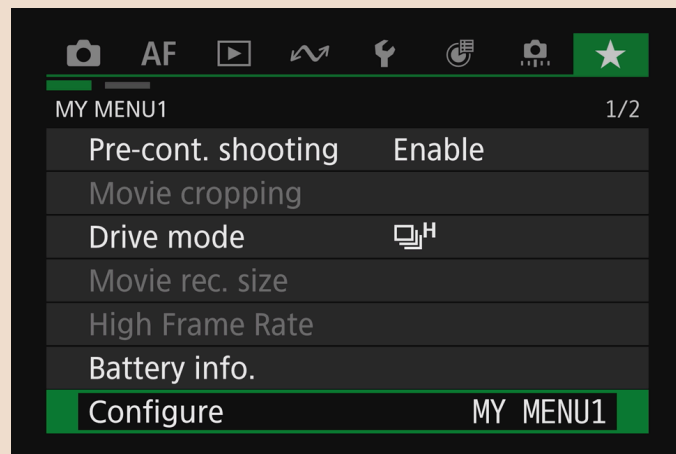 AF
MY MENU1 1/2
Pre-cont. shooting Enable
Movie cropping
Drive mode H
Movie rec. size
High Frame Rate
Battery info.
Configure MY MENU1